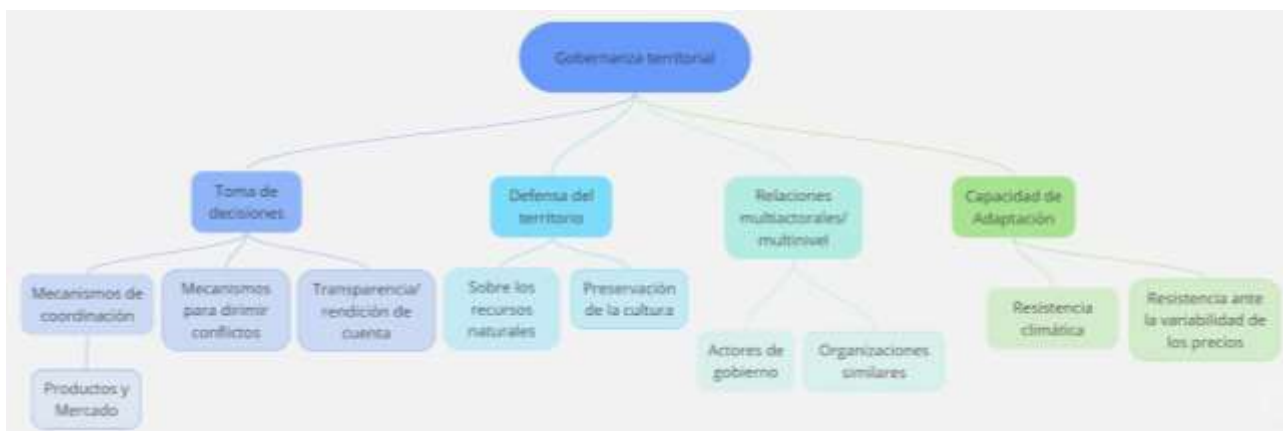 Gobernanza territorial
Toma de
decisiones
Defensa del
territorio
Relaciones
multiactorales/
multinivel
Capacidad de
Adaptación
Mecanismos de
coordinación
Mecanismos
para dirimir
conflictos
Transparencia/
rendición de
cuenta
Sobre los
recursos
naturales
Preservación
de la cultura
Actores de
gobierno
Organizaciones
similares
Resistencia
climática
Resistencia ante
la variabilidad de
los precios
Productos y
Mercado